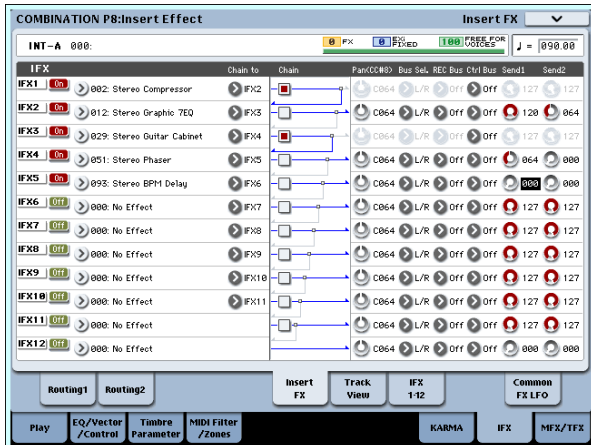 COMBINATION P8:Insert Effect Insert FX
INT-A 000: 0 FX 0 EXi FIXED 100 FREE FOR VOICES ♩ = 090.00
IFX Chain to Chain Pan(CC#8) Bus Sel. REC Bus Ctrl Bus Send1 Send2
IFX1 On 002: Stereo Compressor IFX2 C064 L/R Off Off 127 127
IFX2 On 012: Stereo Graphic 7EQ IFX3 C064 L/R Off Off 120 064
IFX3 On 029: Stereo Guitar Cabinet IFX4 C064 L/R Off Off 127 127
IFX4 On 051: Stereo Phaser IFX5 C064 L/R Off Off 064 000
IFX5 On 093: Stereo BPM Delay IFX6 C064 L/R Off Off 000 000
IFX6 Off 000: No Effect IFX7 C064 L/R Off Off 127 127
IFX7 Off 000: No Effect IFX8 C064 L/R Off Off 127 127
IFX8 Off 000: No Effect IFX9 C064 L/R Off Off 127 127
IFX9 Off 000: No Effect IFX10 C064 L/R Off Off 127 127
IFX10 Off 000: No Effect IFX11 C064 L/R Off Off 127 127
IFX11 Off 000: No Effect C064 L/R Off Off 127 127
IFX12 Off 000: No Effect C064 L/R Off Off 000 000
Routing1 Routing2 Insert FX Track View IFX 1-12 Common FX LFO
Play EQ/Vector /Control Timbre Parameter MIDI Filter /Zones KARMA IFX MFX/TFX